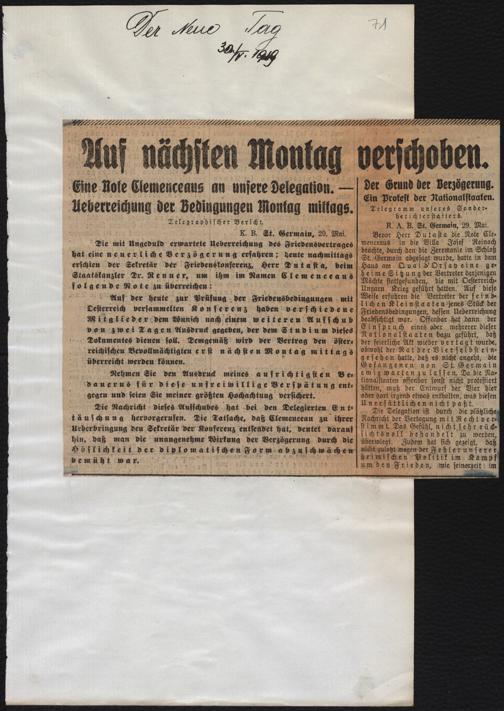 Der Neue Tag
71
30/V. 1919
Auf nächsten Montag verschoben.
Eine Note Clemenceaus an unsere Delegation. —
Ueberreichung der Bedingungen Montag mittags.
Telegraphischer Bericht.
K. B. St. Germain, 29. Mai.
Die mit Ungeduld erwartete Ueberreichung des Friedensvertrages
hat eine neuerliche Verzögerung erfahren; heute nachmittags
erschien der Sekretär der Friedenskonferenz, Herr Dutasta, beim
Staatskanzler Dr. Renner, um ihm im Namen Clemenceaus
folgende Note zu überreichen:
Auf der heute zur Prüfung der Friedensbedingungen mit
Oesterreich versammelten Konferenz haben verschiedene
Mitglieder dem Wunsch nach einem weiteren Aufschub
von zwei Tagen Ausdruck gegeben, der dem Studium dieses
Dokumentes dienen soll. Demgemäß wird der Vertrag den öster-
reichischen Bevollmächtigten erst nächsten Montag mittags
überreicht werden können.
Nehmen Sie den Ausdruck meines aufrichtigsten Be-
dauerns für diese unfreiwillige Verspätung ent-
gegen und seien Sie meiner größten Hochachtung versichert.
Die Nachricht dieses Aufschubes hat bei den Delegierten Ent-
täuschung hervorgerufen. Die Tatsache, daß Clemenceau zu ihrer
Ueberbringung den Sekretär der Konferenz entsendet hat, deutet darauf
hin, daß man die unangenehme Wirkung der Verzögerung durch die
Höflichkeit der diplomatischen Form abzuschwächen
bemüht war.
Der Grund der Verzögerung.
Ein Protest der Nationalstaaten.
Telegramm unseres Sonder-
berichterstatters.
R. A. B. St. Germain, 29. Mai.
Bevor Herr Dutasta die Note Cle-
menceaus in die Villa Josef Reinach
brachte, durch den die Zeremonie im Schloß
St. Germain abgesagt wurde, hatte in dem
Haus am Quai d'Orsay eine ge-
heime Sitzung der Vertreter derjenigen
Mächte stattgefunden, die mit Oesterreich-
Ungarn Krieg geführt hatten. Auf diese
Weise erfuhren die Vertreter der feind-
lichen Kleinstaaten jenes Stück der
Friedensbedingungen, dessen Ueberreichung
beabsichtigt war. Offenbar hat dann der
Einspruch eines oder mehrerer dieser
Nationalstaaten dazu geführt, daß
der feierliche Akt wieder vertagt wurde,
obwohl der Rat der Vier selbst ein-
gesehen hatte, daß es nicht angeht, die
Gefangenen von St. Germain
ewig warten zu lassen. Da die Na-
tionalstaaten offenbar sonst nicht protestiert
hätten, muß der Entwurf der Vier hier
oder dort irgend etwas enthalten, was diesen
Unersättlichen nicht paßt.
Die Delegation ist durch die plötzliche
Nachricht der Vertagung mit Recht ver-
stimmt. Das Gefühl, nicht sehr rück-
sichtsvoll behandelt zu werden,
überwiegt. Zudem hat sich gezeigt, daß
nicht zuletzt wegen der Fehler unserer
heimischen Politik im Kampf
um den Frieden, wie seinerzeit im